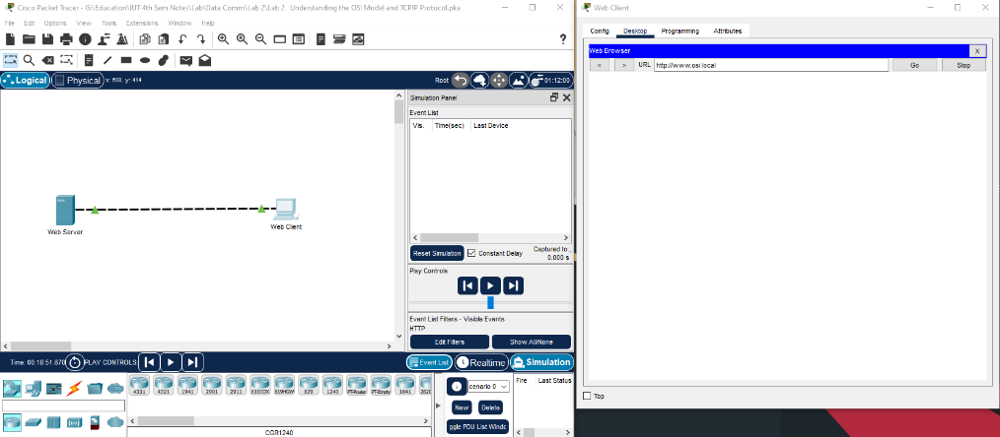 Cisco Packet Tracer - G:\Education\IUT 4th Sem Notes\Lab\Data Comm\Lab 2\Lab 2 Understanding the OSI Model and TCPIP Protocol.pka
File Edit Options View Tools Extensions Window Help
?
Logical Physical x: 608, y: 414 Root 01:12:00
Simulation Panel
Event List
Vis. Time(sec) Last Device
Web Server
Web Client
Reset Simulation Constant Delay Captured to:
0.000 s
Play Controls
Event List Filters - Visible Events
HTTP
Edit Filters Show All/None
Time: 00:18:51.870 PLAY CONTROLS: Event List Realtime Simulation
4331 4321 1941 2901 2911 819IOX 819HGW 829 1240 PT-Router PT-Empty 1841 262
cenario 0
Fire Last Status
New Delete
ggle PDU List Windo
CGR1240
Web Client
Config Desktop Programming Attributes
Web Browser X
< > URL http://www.osi.local Go Stop
Top